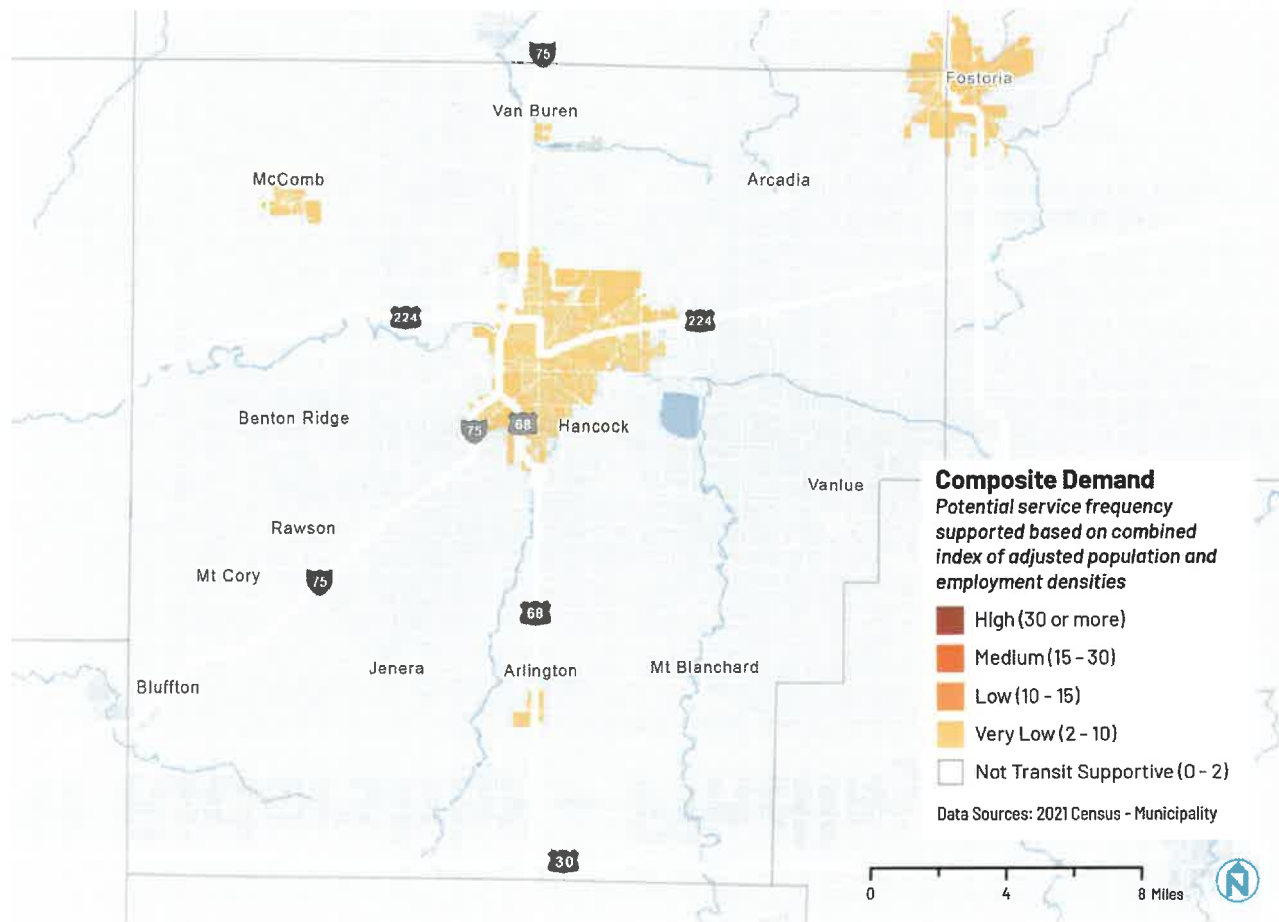 75
Fostoria
Van Buren
McComb
Arcadia
224
224
Benton Ridge
75
68
Hancock
Vanlue
Rawson
Mt Cory
75
68
Jenera
Arlington
Mt Blanchard
Bluffton
30
Composite Demand
Potential service frequency
supported based on combined
index of adjusted population and
employment densities
High (30 or more)
Medium (15 - 30)
Low (10 - 15)
Very Low (2 - 10)
Not Transit Supportive (0 - 2)
Data Sources: 2021 Census - Municipality
0 4 8 Miles
N